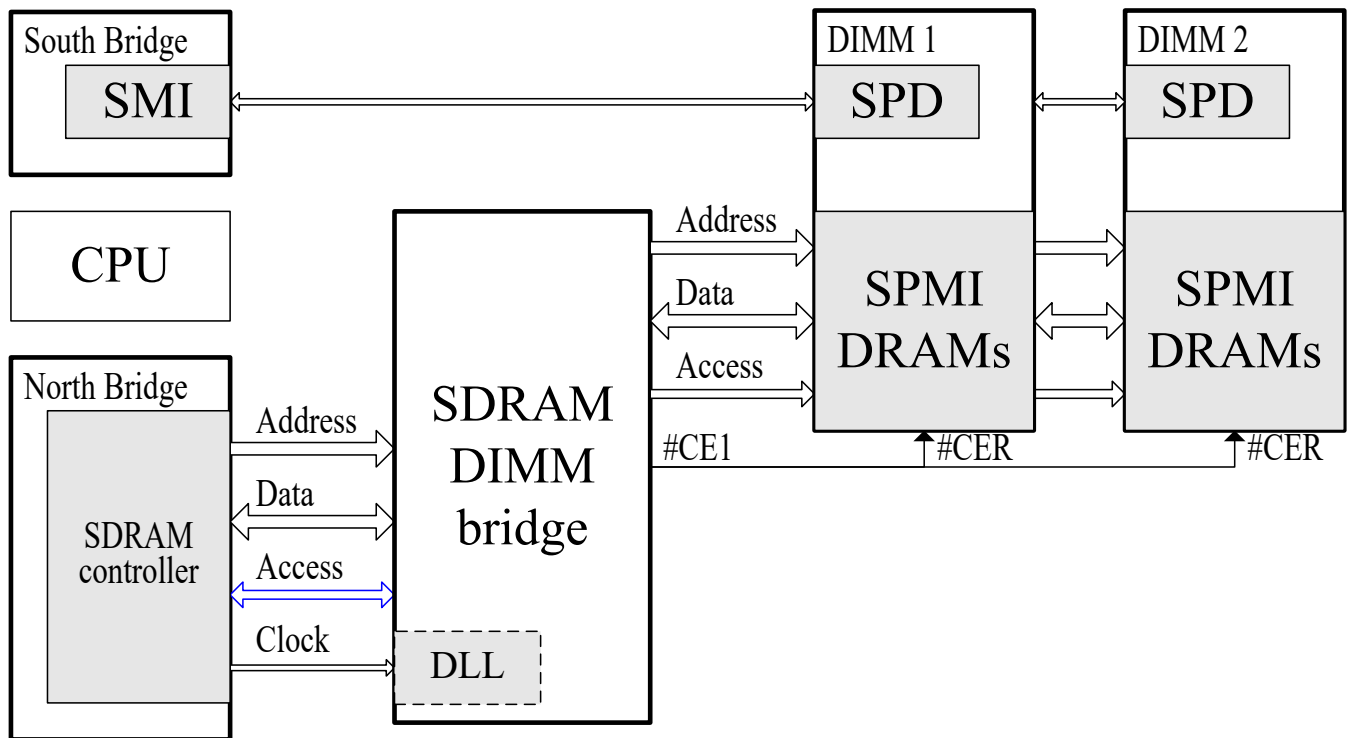 South Bridge
SMI
CPU
North Bridge
SDRAM
controller
Address
Data
Access
Clock
SDRAM
DIMM
bridge
DLL
Address
Data
Access
#CE1
DIMM 1
SPD
SPMI
DRAMs
#CER
DIMM 2
SPD
SPMI
DRAMs
#CER